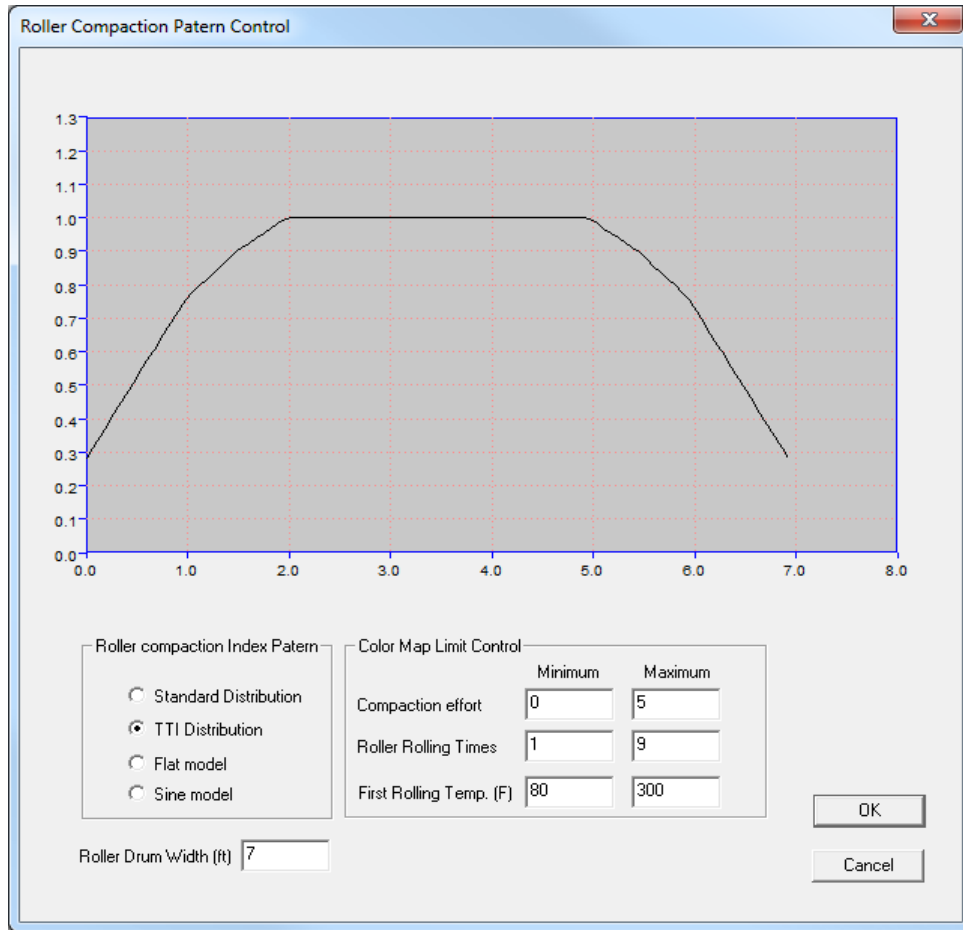 Roller Compaction Patern Control
x
1.3
1.2
1.1
1.0
0.9
0.8
0.7
0.6
0.5
0.4
0.3
0.2
0.1
0.0
0.0 1.0 2.0 3.0 4.0 5.0 6.0 7.0 8.0
Roller compaction Index Patern
Standard Distribution
TTI Distribution
Flat model
Sine model
Roller Drum Width (ft) 7
Color Map Limit Control
Minimum Maximum
Compaction effort 0 5
Roller Rolling Times 1 9
First Rolling Temp. (F) 80 300
OK
Cancel